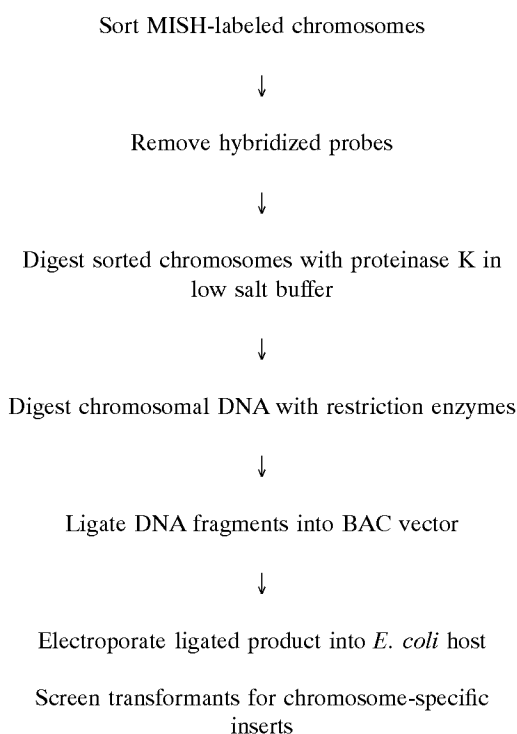 Sort MISH-labeled chromosomes
↓
Remove hybridized probes
↓
Digest sorted chromosomes with proteinase K in
low salt buffer
↓
Digest chromosomal DNA with restriction enzymes
↓
Ligate DNA fragments into BAC vector
↓
Electroporate ligated product into E. coli host
Screen transformants for chromosome-specific
inserts